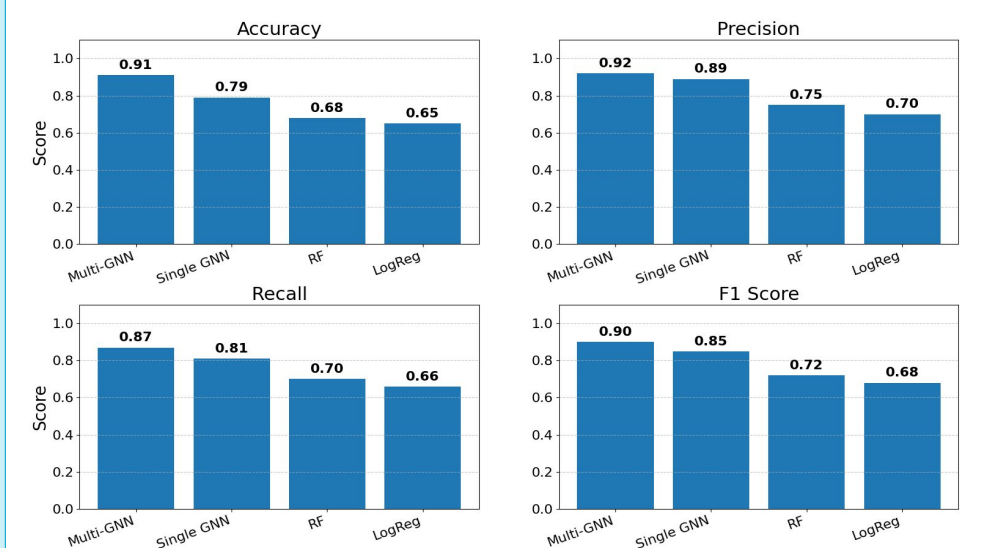 Accuracy
Score
1.0
0.8
0.6
0.4
0.2
0.0
0.91
0.79
0.68
0.65
Multi-GNN
Single GNN
RF
LogReg
Precision
1.0
0.8
0.6
0.4
0.2
0.0
0.92
0.89
0.75
0.70
Multi-GNN
Single GNN
RF
LogReg
Recall
Score
1.0
0.8
0.6
0.4
0.2
0.0
0.87
0.81
0.70
0.66
Multi-GNN
Single GNN
RF
LogReg
F1 Score
1.0
0.8
0.6
0.4
0.2
0.0
0.90
0.85
0.72
0.68
Multi-GNN
Single GNN
RF
LogReg